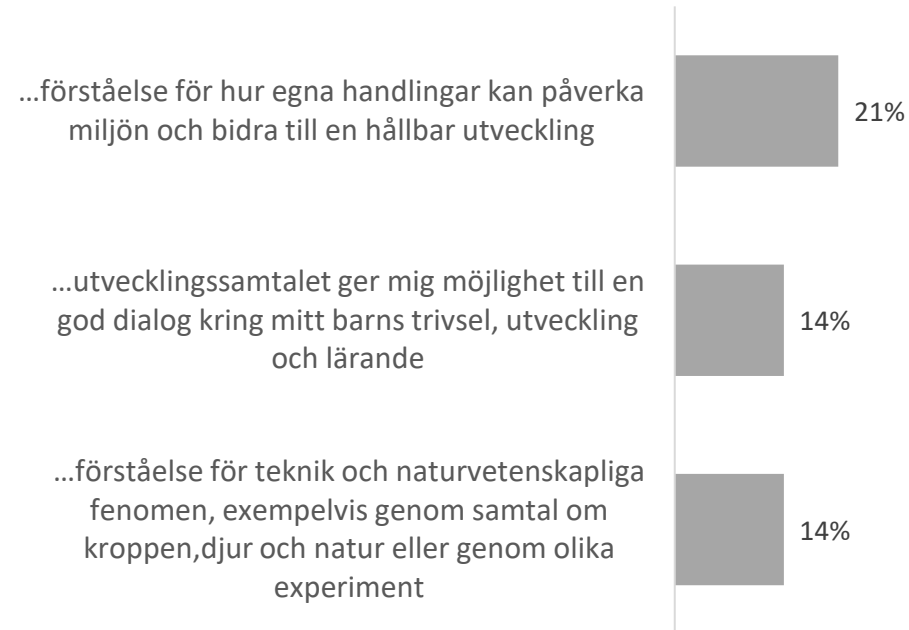 …förståelse för hur egna handlingar kan påverka
miljön och bidra till en hållbar utveckling
21%
…utvecklingssamtalet ger mig möjlighet till en
god dialog kring mitt barns trivsel, utveckling
och lärande
14%
…förståelse för teknik och naturvetenskapliga
fenomen, exempelvis genom samtal om
kroppen,djur och natur eller genom olika
experiment
14%